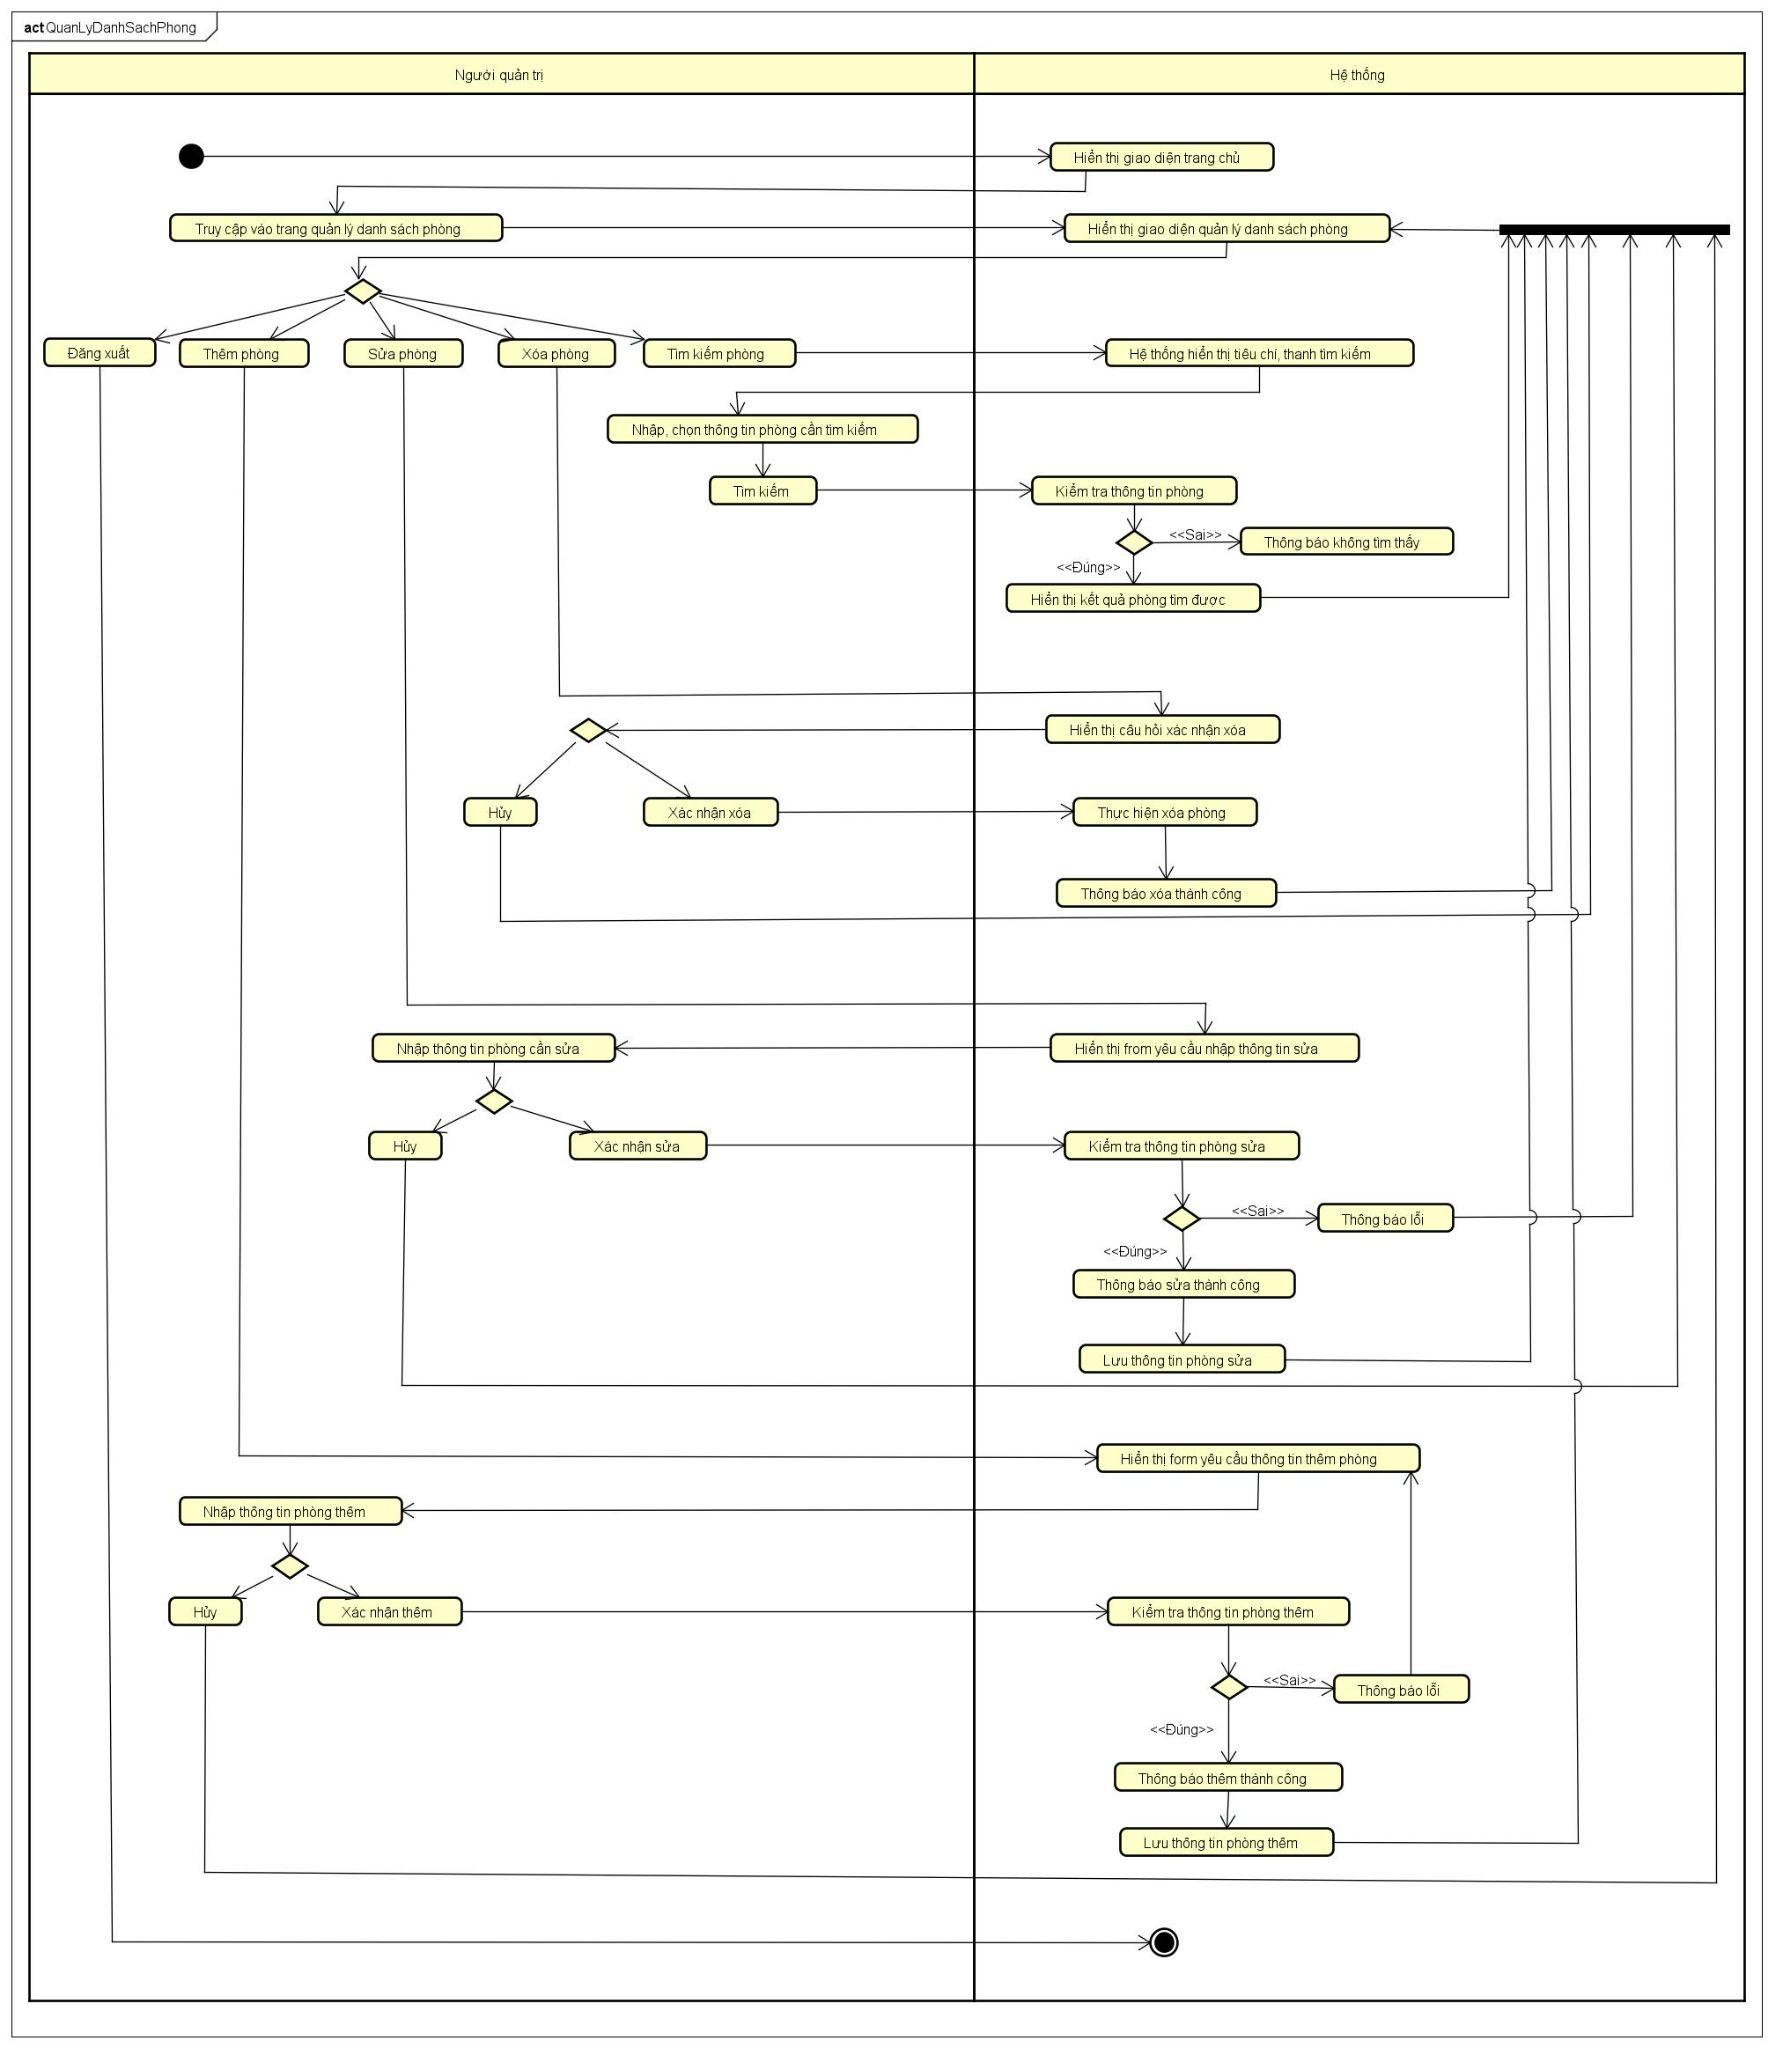 act QuanLyDanhSachPhong
Người quản trị
Hệ thống
Hiển thị giao diện trang chủ
Truy cập vào trang quản lý danh sách phòng
Hiển thị giao diện quản lý danh sách phòng
Đăng xuất
Thêm phòng
Sửa phòng
Xóa phòng
Tìm kiếm phòng
Hệ thống hiển thị tiêu chí, thanh tìm kiếm
Nhập, chọn thông tin phòng cần tìm kiếm
Tìm kiếm
Kiểm tra thông tin phòng
<<Sai>>
Thông báo không tìm thấy
<<Đúng>>
Hiển thị kết quả phòng tìm được
Hiển thị câu hỏi xác nhận xóa
Hủy
Xác nhận xóa
Thực hiện xóa phòng
Thông báo xóa thành công
Nhập thông tin phòng cần sửa
Hiển thị from yêu cầu nhập thông tin sửa
Hủy
Xác nhận sửa
Kiểm tra thông tin phòng sửa
<<Sai>>
Thông báo lỗi
<<Đúng>>
Thông báo sửa thành công
Lưu thông tin phòng sửa
Hiển thị form yêu cầu thông tin thêm phòng
Nhập thông tin phòng thêm
Hủy
Xác nhận thêm
Kiểm tra thông tin phòng thêm
<<Sai>>
Thông báo lỗi
<<Đúng>>
Thông báo thêm thành công
Lưu thông tin phòng thêm